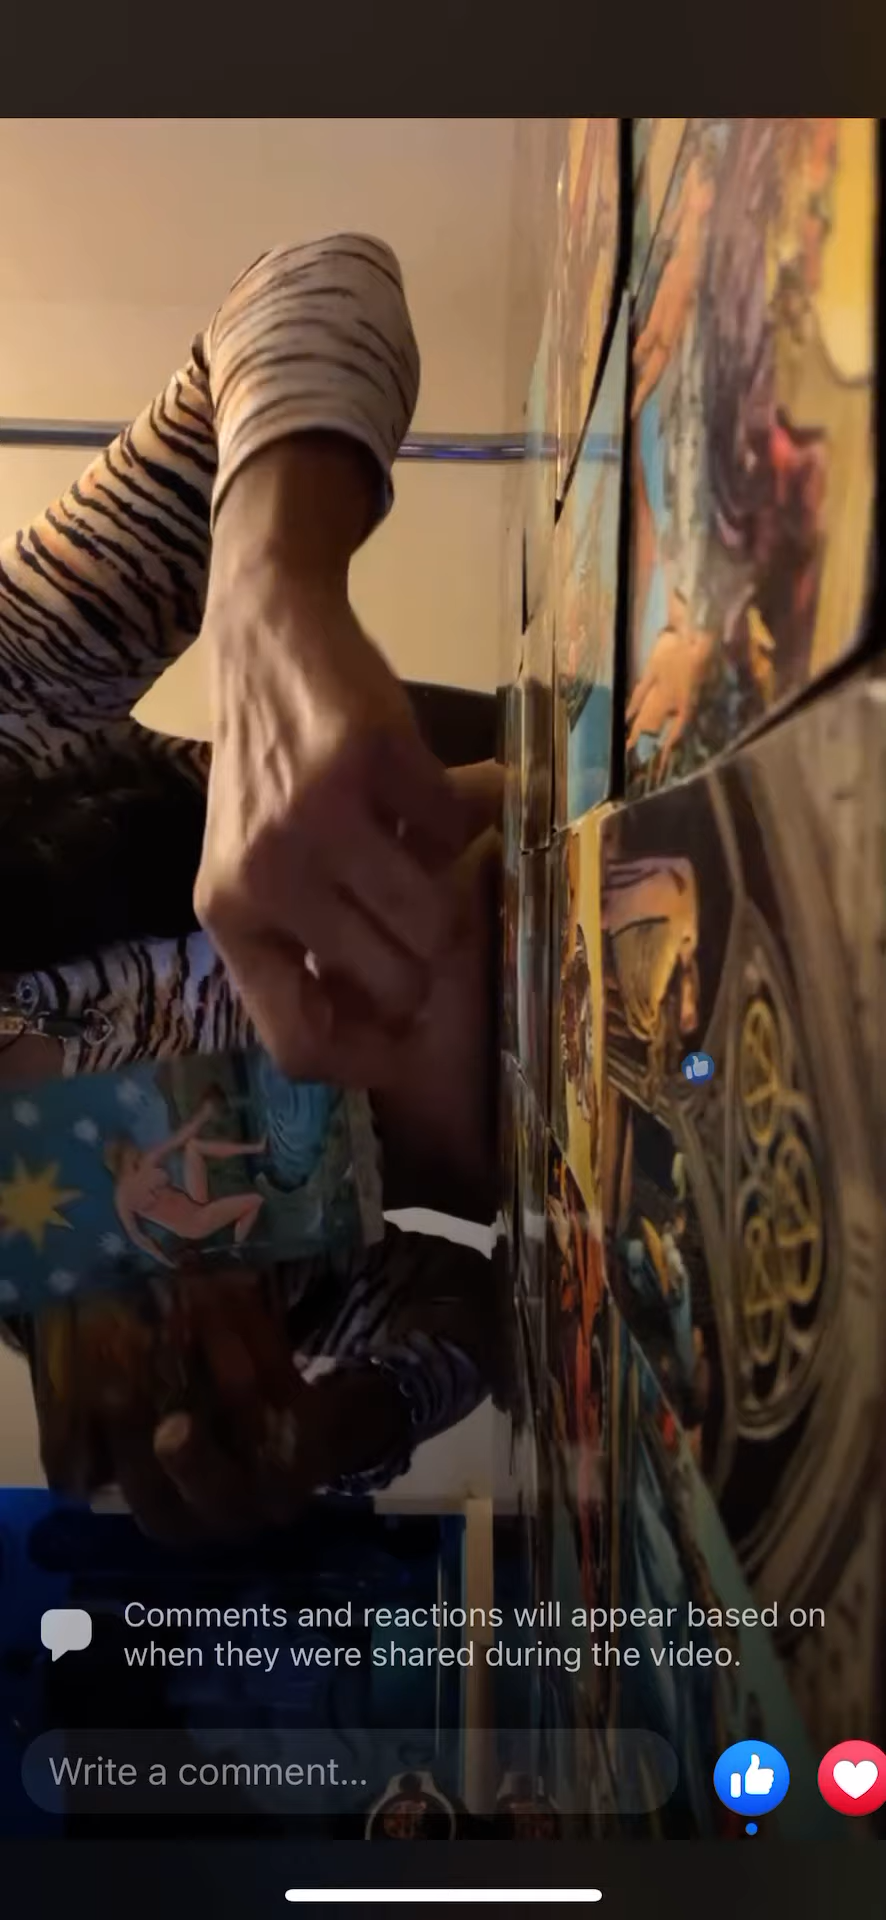 Comments and reactions will appear based on
when they were shared during the video.
Write a comment...